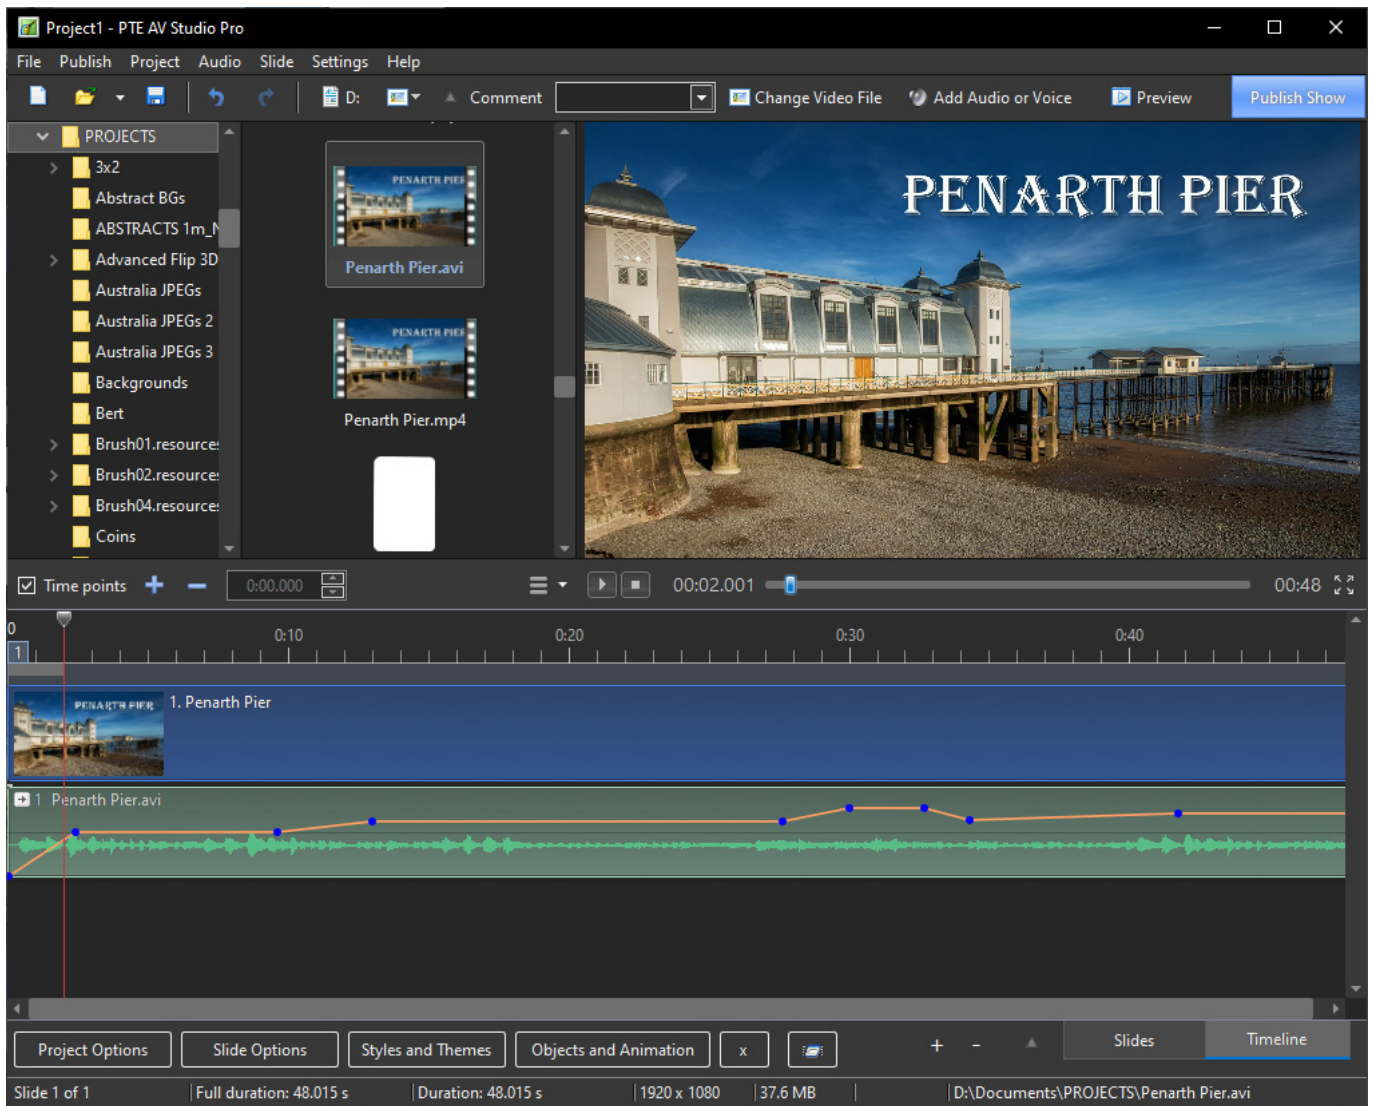 Project1 - PTE AV Studio Pro
File Publish Project Audio Slide Settings Help
D: Comment Change Video File Add Audio or Voice Preview Publish Show
PROJECTS
3x2
Abstract BGs
ABSTRACTS 1m_N
Advanced Flip 3D
Australia JPEGs
Australia JPEGs 2
Australia JPEGs 3
Backgrounds
Bert
Brush01.resources
Brush02.resources
Brush04.resources
Coins
PENARTH PIER
Penarth Pier.avi
PENARTH PIER
Penarth Pier.mp4
PENARTH PIER
Time points 0:00.000 00:02.001 00:48
0 0:10 0:20 0:30 0:40
1
PENARTH PIER 1. Penarth Pier
1 Penarth Pier.avi
Project Options Slide Options Styles and Themes Objects and Animation x + - Slides Timeline
Slide 1 of 1 Full duration: 48.015 s Duration: 48.015 s 1920 x 1080 37.6 MB D:\Documents\PROJECTS\Penarth Pier.avi